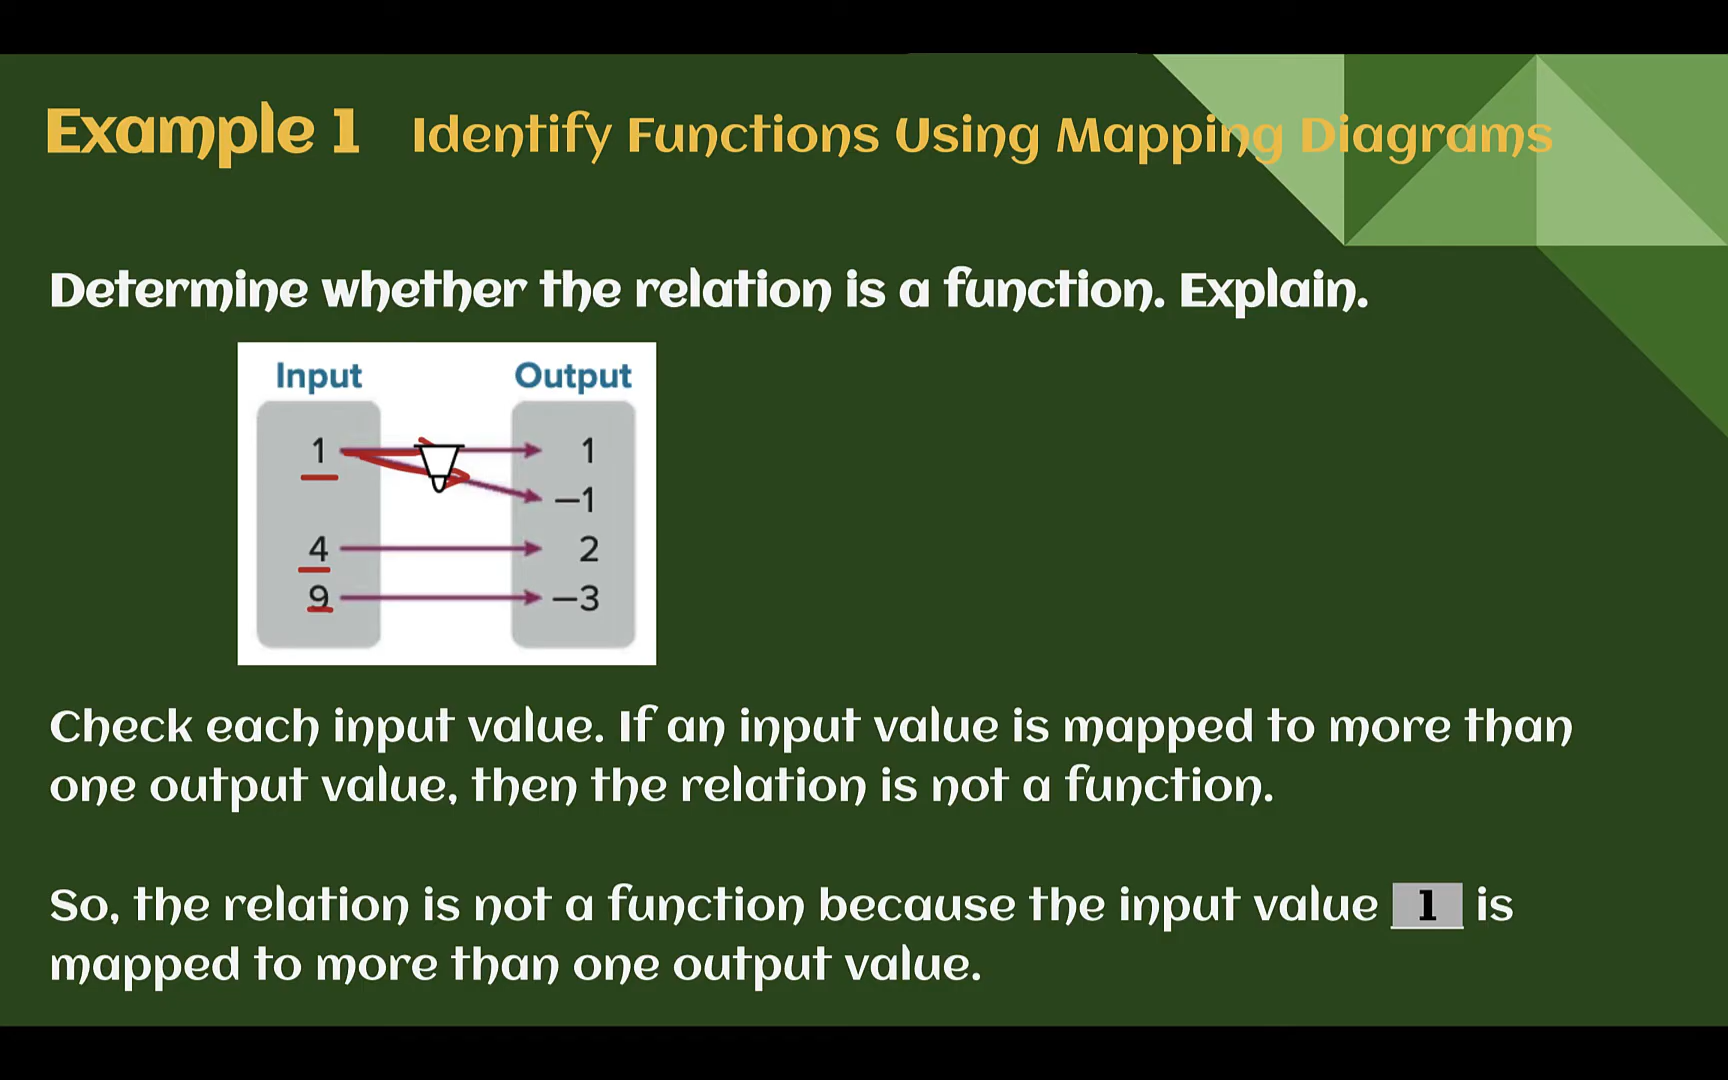 Example 1 Identify Functions Using Mapping Diagrams
Determine whether the relation is a function. Explain.
Input Output
1 1
−1
4 2
9 −3
Check each input value. If an input value is mapped to more than
one output value, then the relation is not a function.
So, the relation is not a function because the input value 1 is
mapped to more than one output value.